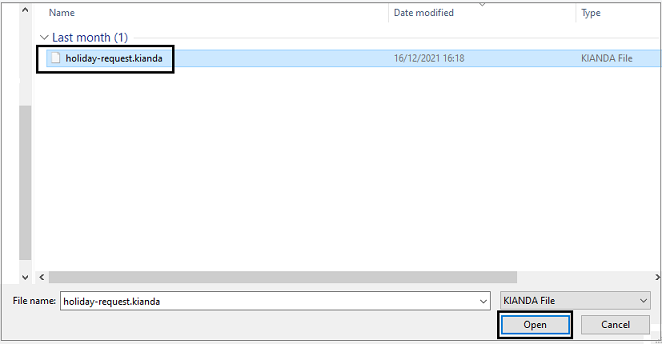 Name Date modified Type
Last month (1)
holiday-request.kianda 16/12/2021 16:18 KIANDA File
File name: holiday-request.kianda KIANDA File
Open Cancel